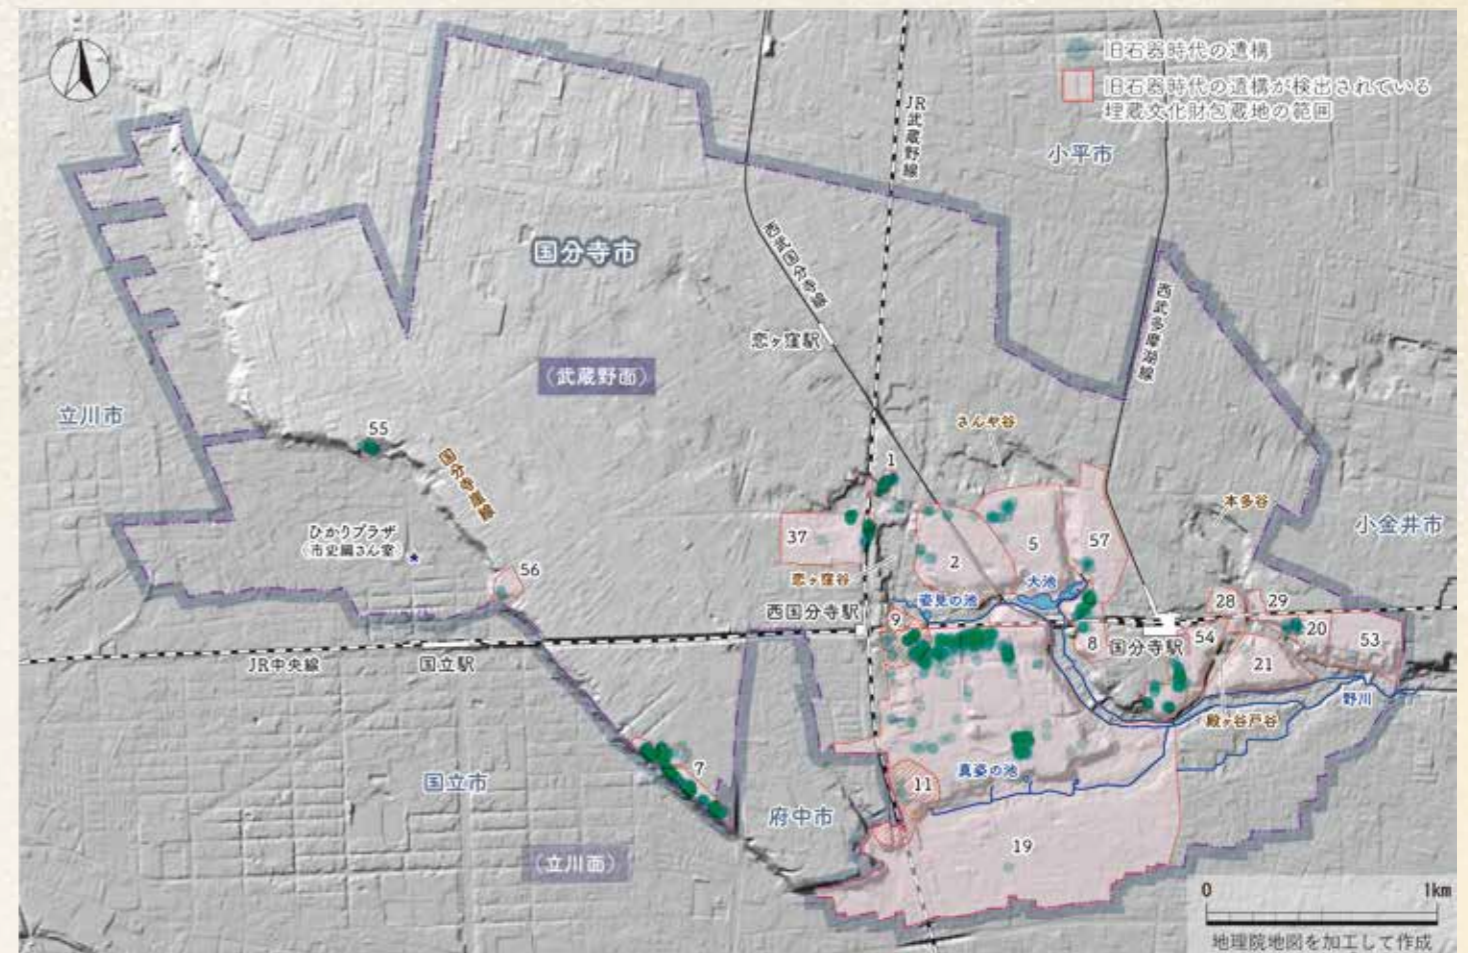 旧石器時代の遺構
旧石器時代の遺構が検出されている
埋蔵文化財包蔵地の範囲
JR武蔵野線
小平市
国分寺市
西武国分寺線
西武多摩湖線
恋ヶ窪駅
（武蔵野面）
立川市
55
国分寺崖線
さんや谷
1
本多谷
小金井市
ひかりプラザ
（市史編さん室）
★
37
2
5
57
56
恋ヶ窪谷
大池
姿見の池
西国分寺駅
9
28
29
8
国分寺駅
54
20
53
21
JR中央線
国立駅
野川
殿ヶ谷戸谷
7
国立市
真姿の池
11
府中市
19
（立川面）
0
1km
地理院地図を加工して作成